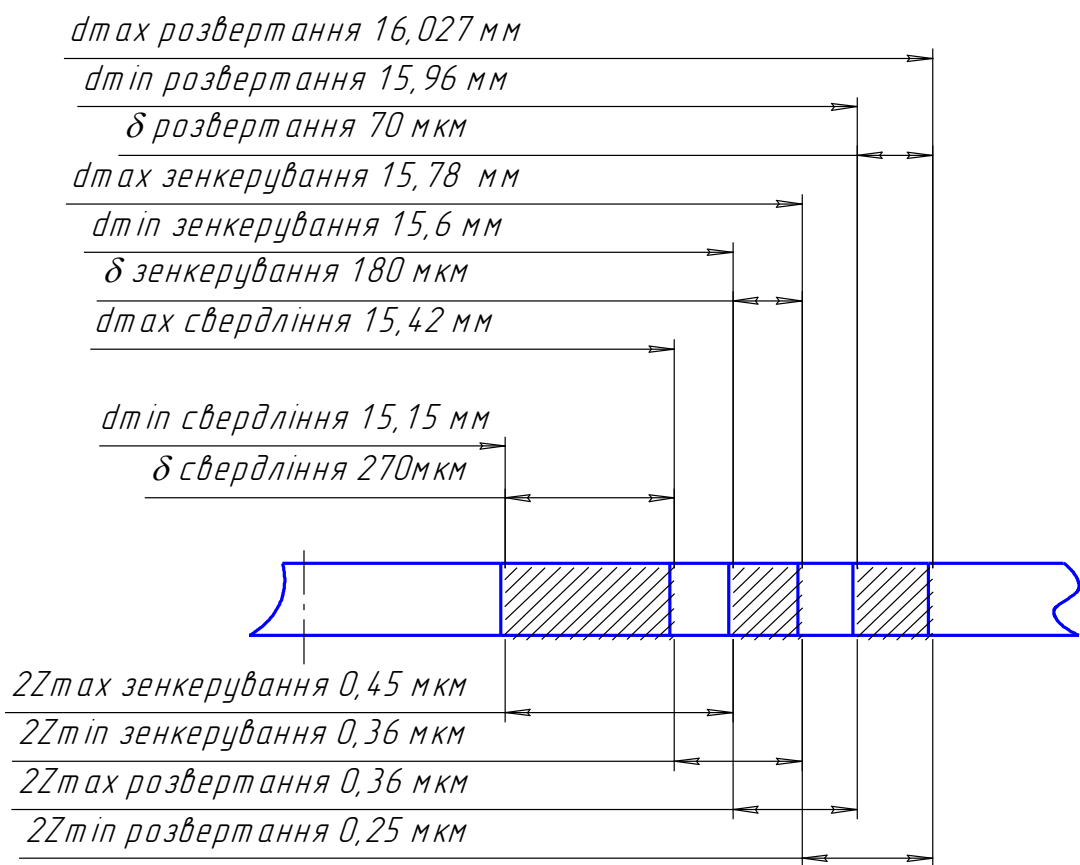 dmax розвертання 16,027 мм
dmin розвертання 15,96 мм
δ розвертання 70 мкм
dmax зенкерування 15,78 мм
dmin зенкерування 15,6 мм
δ зенкерування 180 мкм
dmax свердління 15,42 мм
dmin свердління 15,15 мм
δ свердління 270мкм
2Zmax зенкерування 0,45 мкм
2Zmin зенкерування 0,36 мкм
2Zmax розвертання 0,36 мкм
2Zmin розвертання 0,25 мкм